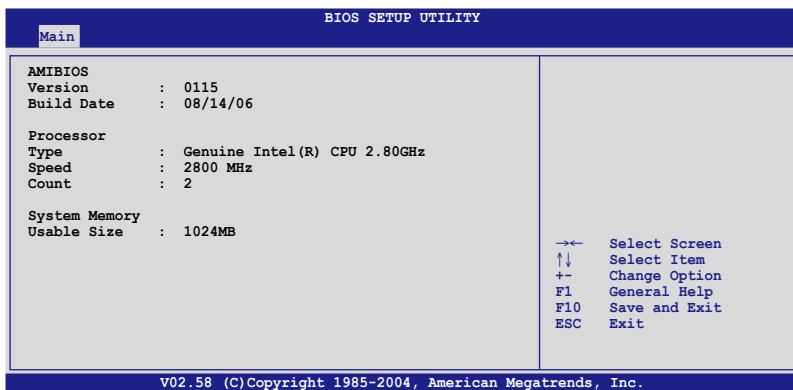 BIOS SETUP UTILITY
Main
AMIBIOS
Version : 0115
Build Date : 08/14/06
Processor
Type : Genuine Intel(R) CPU 2.80GHz
Speed : 2800 MHz
Count : 2
System Memory
Usable Size : 1024MB
→← Select Screen
↑↓ Select Item
+- Change Option
F1 General Help
F10 Save and Exit
ESC Exit
V02.58 (C)Copyright 1985-2004, American Megatrends, Inc.